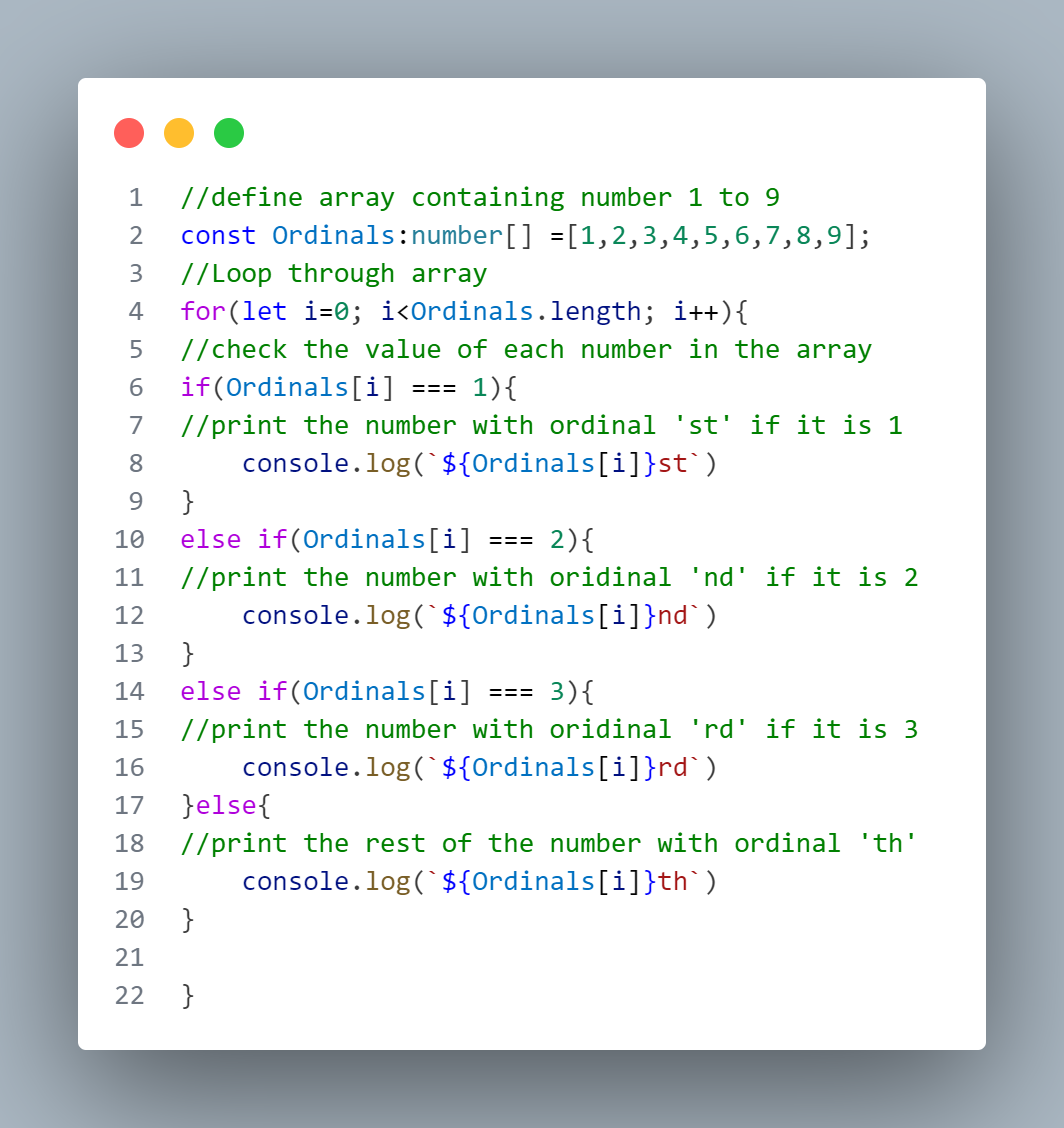 1 //define array containing number 1 to 9
2 const Ordinals:number[] =[1,2,3,4,5,6,7,8,9];
3 //Loop through array
4 for(let i=0; i<Ordinals.length; i++){
5 //check the value of each number in the array
6 if(Ordinals[i] === 1){
7 //print the number with ordinal 'st' if it is 1
8     console.log(`${Ordinals[i]}st`)
9 }
10 else if(Ordinals[i] === 2){
11 //print the number with oridinal 'nd' if it is 2
12     console.log(`${Ordinals[i]}nd`)
13 }
14 else if(Ordinals[i] === 3){
15 //print the number with oridinal 'rd' if it is 3
16     console.log(`${Ordinals[i]}rd`)
17 }else{
18 //print the rest of the number with ordinal 'th'
19     console.log(`${Ordinals[i]}th`)
20 }
21
22 }